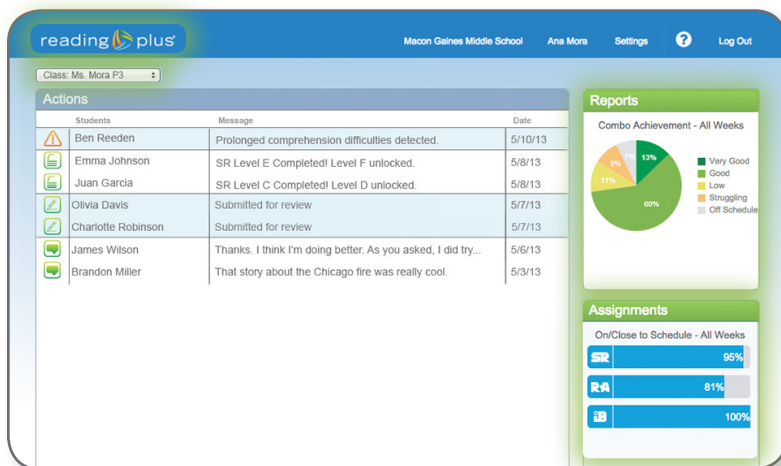 reading plus®
Macon Gaines Middle School Ana Mora Settings ? Log Out
Class: Ms. Mora P3
Actions
Students Message Date
Ben Reeden Prolonged comprehension difficulties detected. 5/10/13
Emma Johnson SR Level E Completed! Level F unlocked. 5/8/13
Juan Garcia SR Level C Completed! Level D unlocked. 5/8/13
Olivia Davis Submitted for review 5/7/13
Charlotte Robinson Submitted for review 5/7/13
James Wilson Thanks. I think I'm doing better. As you asked, I did try... 5/6/13
Brandon Miller That story about the Chicago fire was really cool. 5/3/13
Reports
Combo Achievement - All Weeks
13%
60%
11%
Very Good
Good
Low
Struggling
Off Schedule
Assignments
On/Close to Schedule - All Weeks
SR 95%
RA 81%
iB 100%